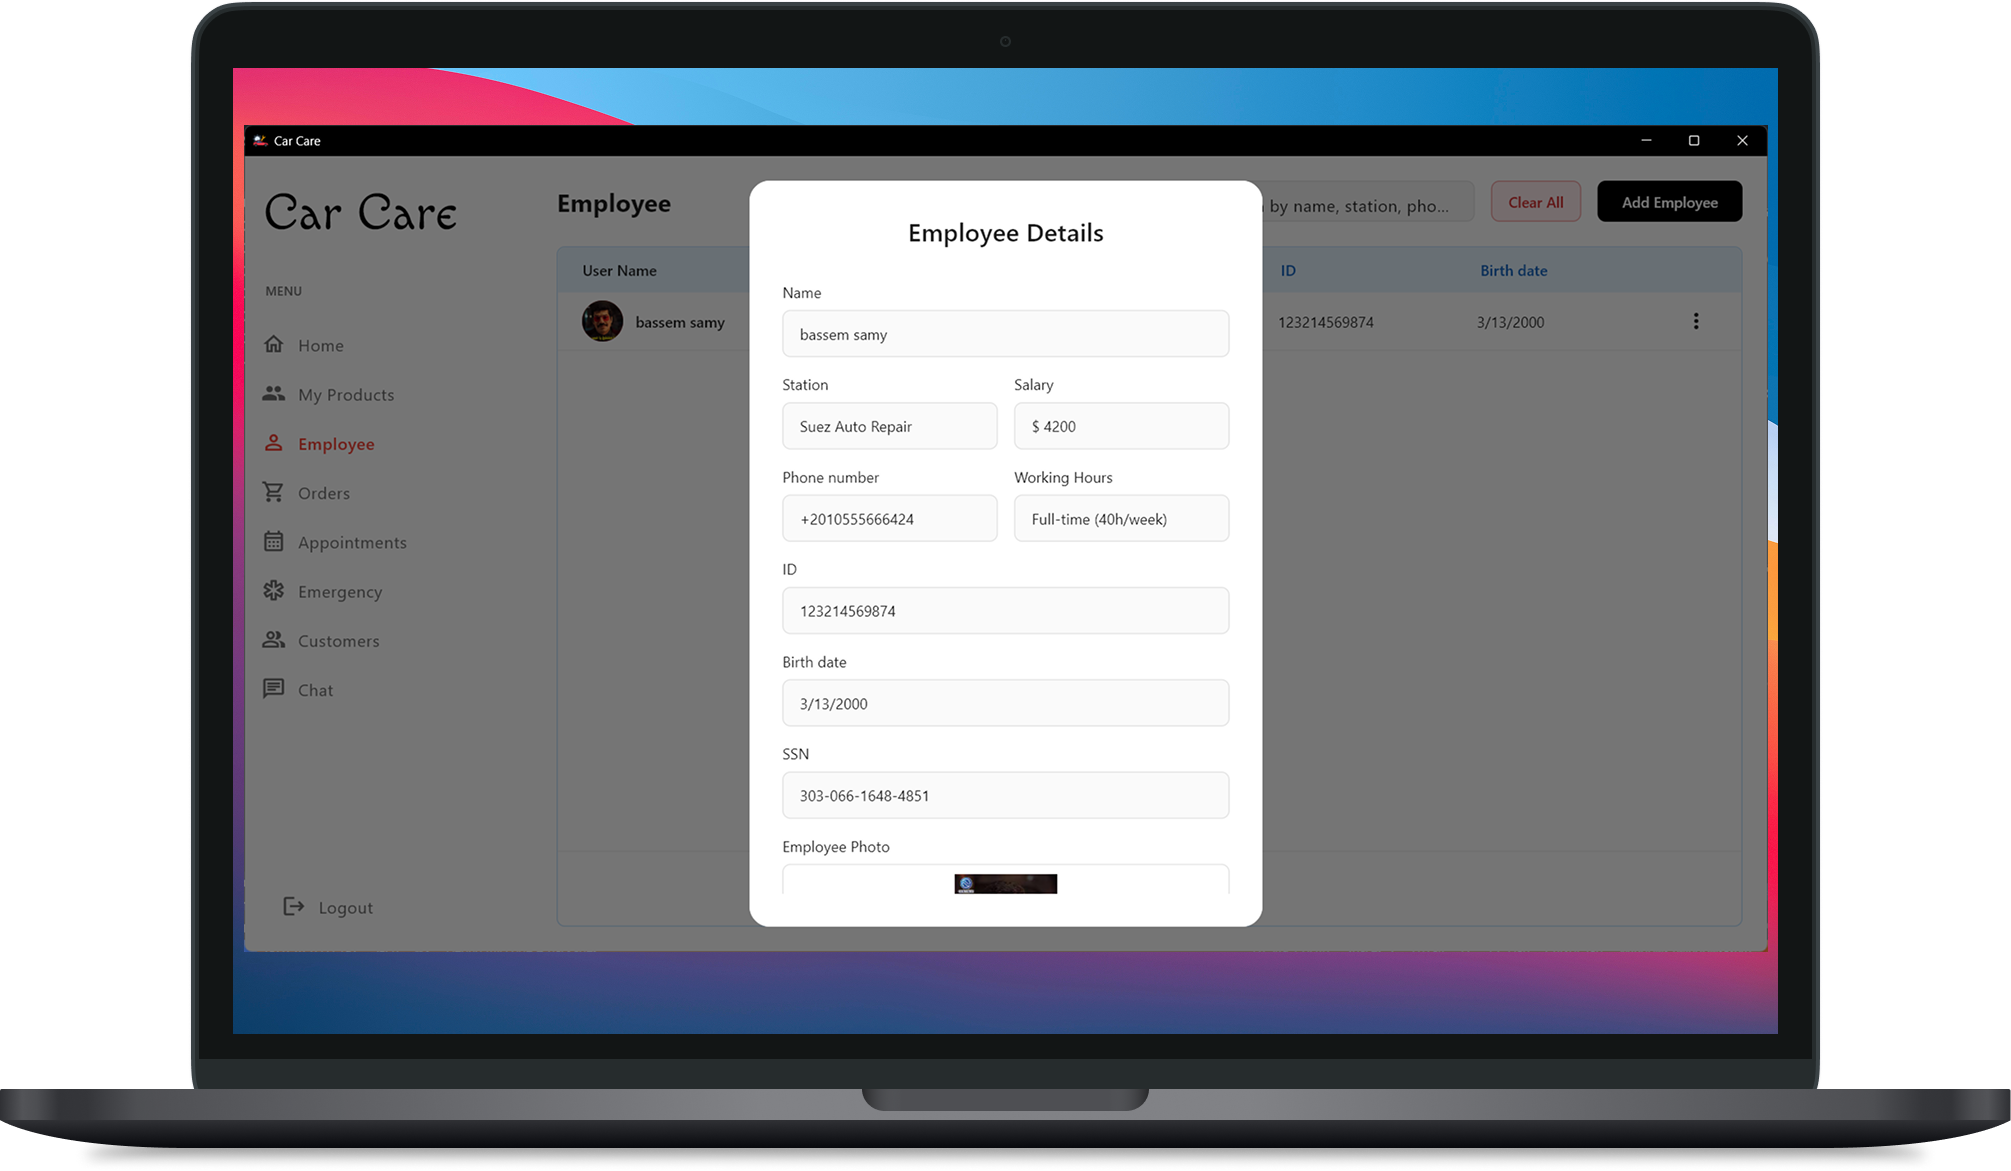 Car Care
Car Care
MENU
Home
My Products
Employee
Orders
Appointments
Emergency
Customers
Chat
Logout
Employee
by name, station, pho...
Clear All
Add Employee
User Name
ID
Birth date
bassem samy
123214569874
3/13/2000
Employee Details
Name
bassem samy
Station
Salary
Suez Auto Repair
$ 4200
Phone number
Working Hours
+2010555666424
Full-time (40h/week)
ID
123214569874
Birth date
3/13/2000
SSN
303-066-1648-4851
Employee Photo